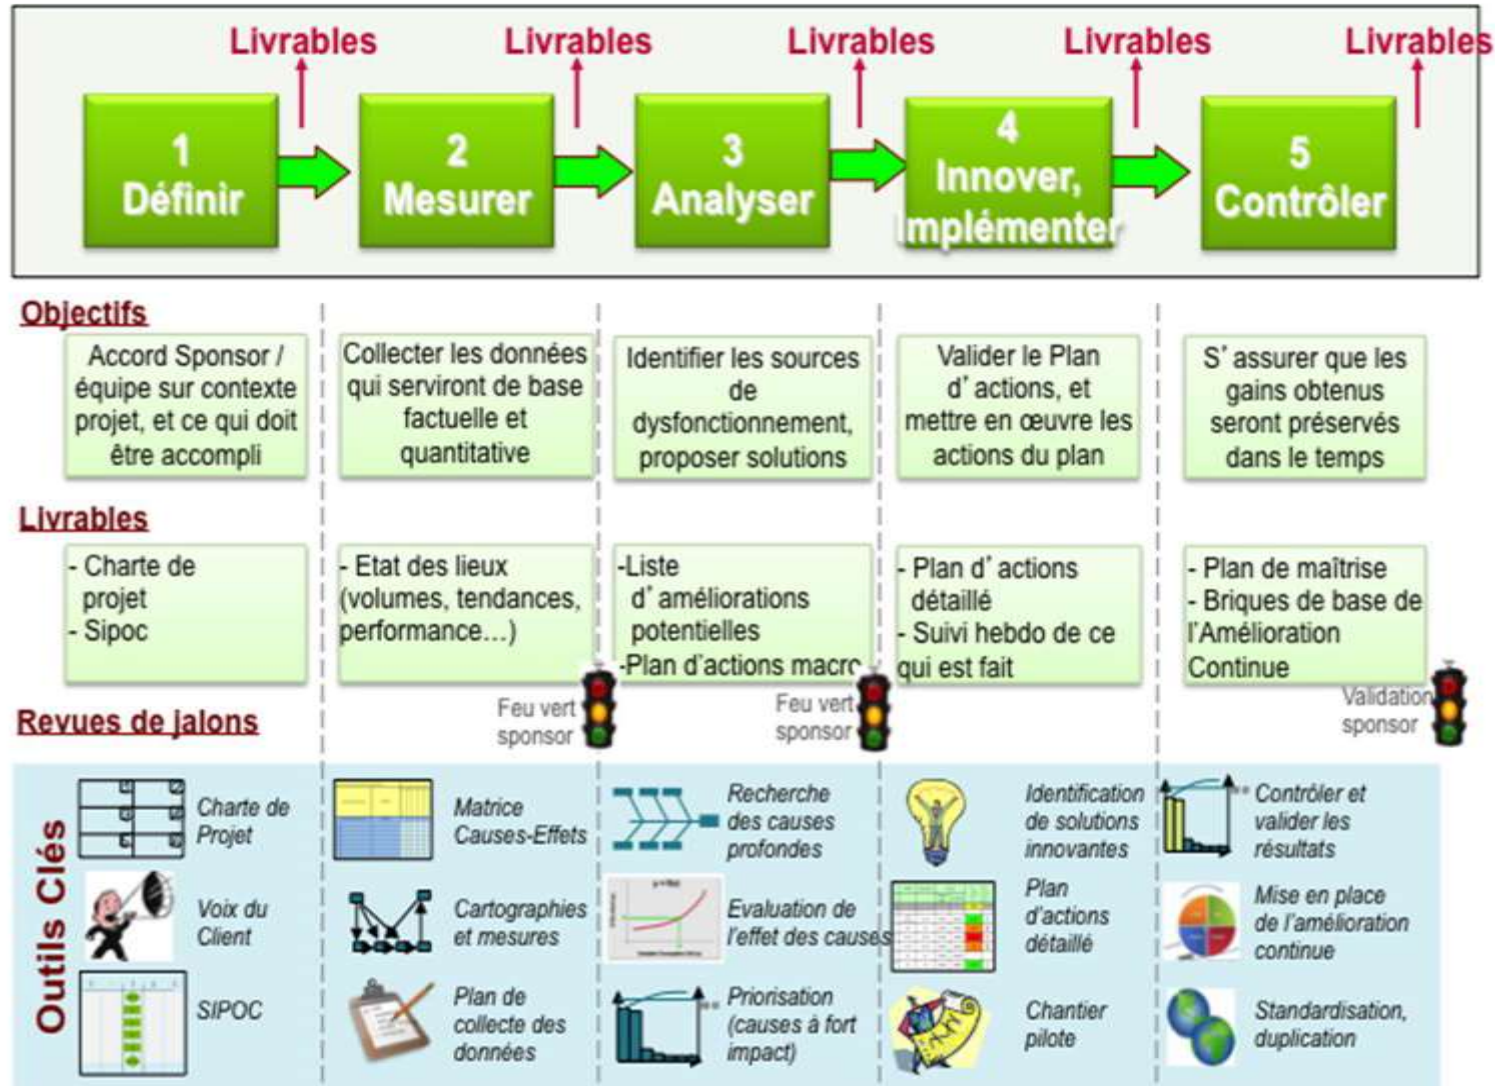 Livrables
Livrables
Livrables
Livrables
Livrables
1
Définir
2
Mesurer
3
Analyser
4
Innover,
Implémenter
5
Contrôler
Objectifs
Accord Sponsor /
équipe sur contexte
projet, et ce qui doit
être accompli
Collecter les données
qui serviront de base
factuelle et
quantitative
Identifier les sources
de
dysfonctionnement,
proposer solutions
Valider le Plan
d'actions, et
mettre en œuvre les
actions du plan
S'assurer que les
gains obtenus
seront préservés
dans le temps
Livrables
- Charte de
projet
- Sipoc
- Etat des lieux
(volumes, tendances,
performance…)
-Liste
d'améliorations
potentielles
-Plan d'actions macro
- Plan d'actions
détaillé
- Suivi hebdo de ce
qui est fait
- Plan de maîtrise
- Briques de base de
l'Amélioration
Continue
Revues de jalons
Feu vert
sponsor
Feu vert
sponsor
Validation
sponsor
Outils Clés
Charte de
Projet
Voix du
Client
SIPOC
Matrice
Causes-Effets
Cartographies
et mesures
Plan de
collecte des
données
Recherche
des causes
profondes
Evaluation de
l'effet des causes
Priorisation
(causes à fort
impact)
Identification
de solutions
innovantes
Plan
d'actions
détaillé
Chantier
pilote
Contrôler et
valider les
résultats
Mise en place
de l'amélioration
continue
Standardisation,
duplication